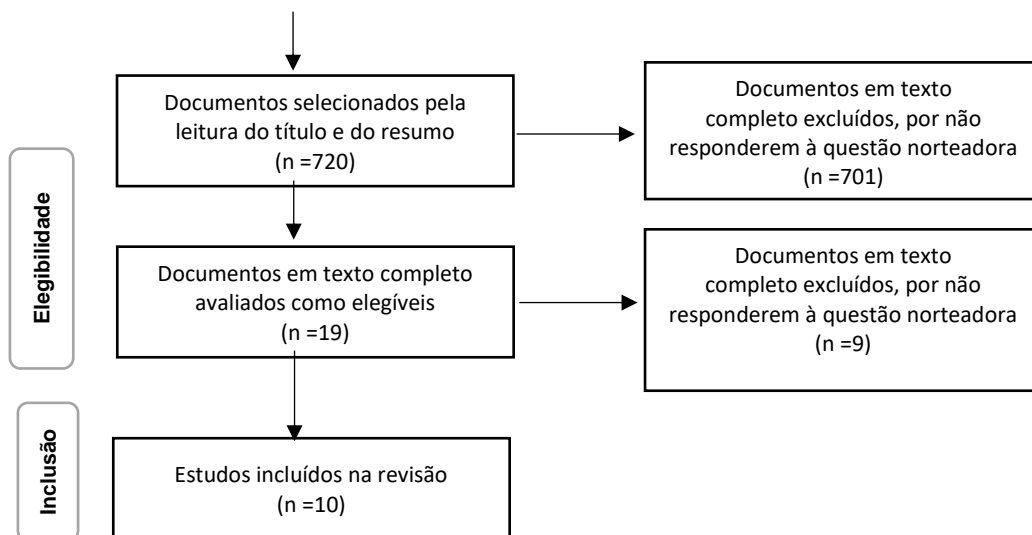 Documentos selecionados pela
leitura do título e do resumo
(n =720)
Documentos em texto
completo excluídos, por não
responderem à questão norteadora
(n =701)
Elegibilidade
Documentos em texto completo
avaliados como elegíveis
(n =19)
Documentos em texto
completo excluídos, por não
responderem à questão norteadora
(n =9)
Inclusão
Estudos incluídos na revisão
(n =10)